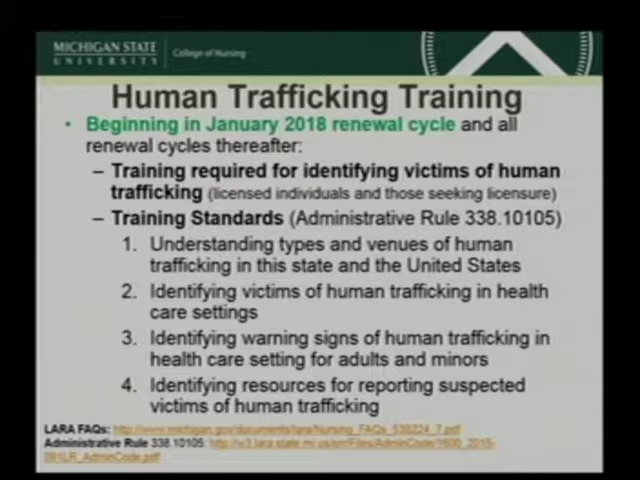 MICHIGAN STATE
UNIVERSITY
College of Nursing
Human Trafficking Training
• Beginning in January 2018 renewal cycle and all
renewal cycles thereafter:
– Training required for identifying victims of human
trafficking (licensed individuals and those seeking licensure)
– Training Standards (Administrative Rule 338.10105)
1. Understanding types and venues of human
trafficking in this state and the United States
2. Identifying victims of human trafficking in health
care settings
3. Identifying warning signs of human trafficking in
health care setting for adults and minors
4. Identifying resources for reporting suspected
victims of human trafficking
LARA FAQs: http://www.michigan.gov/documents/lara/Nursing_FAQs_538224_7.pdf
Administrative Rule 338.10105: http://w3.lara.state.mi.us/orr/Files/AdminCode/1600_2015-
091LR_AdminCode.pdf